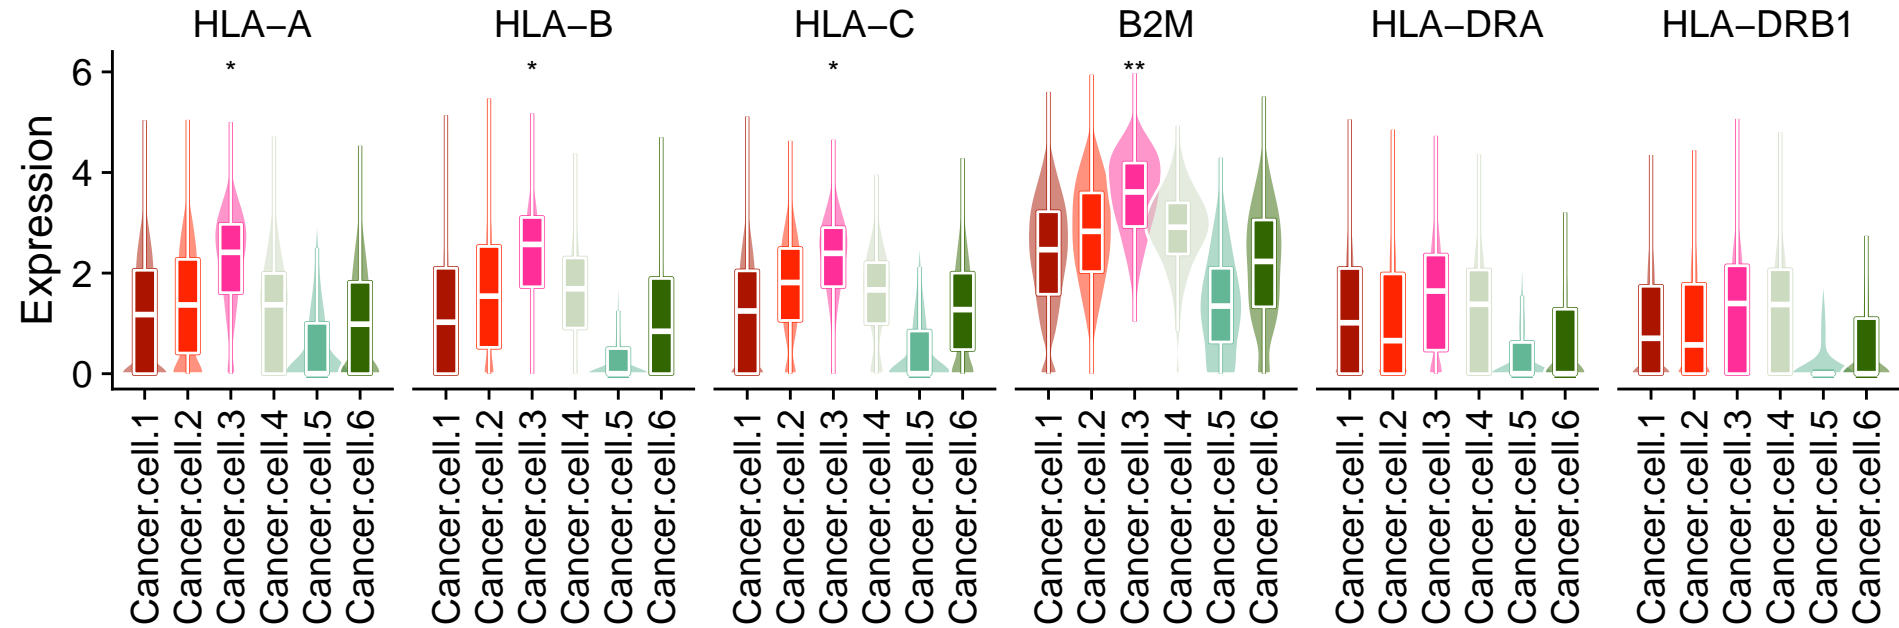 HLA−A HLA−B HLA−C B2M HLA−DRA HLA−DRB1
* * * **
Expression
6
4
2
0
Cancer.cell.1 Cancer.cell.2 Cancer.cell.3 Cancer.cell.4 Cancer.cell.5 Cancer.cell.6
Cancer.cell.1 Cancer.cell.2 Cancer.cell.3 Cancer.cell.4 Cancer.cell.5 Cancer.cell.6
Cancer.cell.1 Cancer.cell.2 Cancer.cell.3 Cancer.cell.4 Cancer.cell.5 Cancer.cell.6
Cancer.cell.1 Cancer.cell.2 Cancer.cell.3 Cancer.cell.4 Cancer.cell.5 Cancer.cell.6
Cancer.cell.1 Cancer.cell.2 Cancer.cell.3 Cancer.cell.4 Cancer.cell.5 Cancer.cell.6
Cancer.cell.1 Cancer.cell.2 Cancer.cell.3 Cancer.cell.4 Cancer.cell.5 Cancer.cell.6